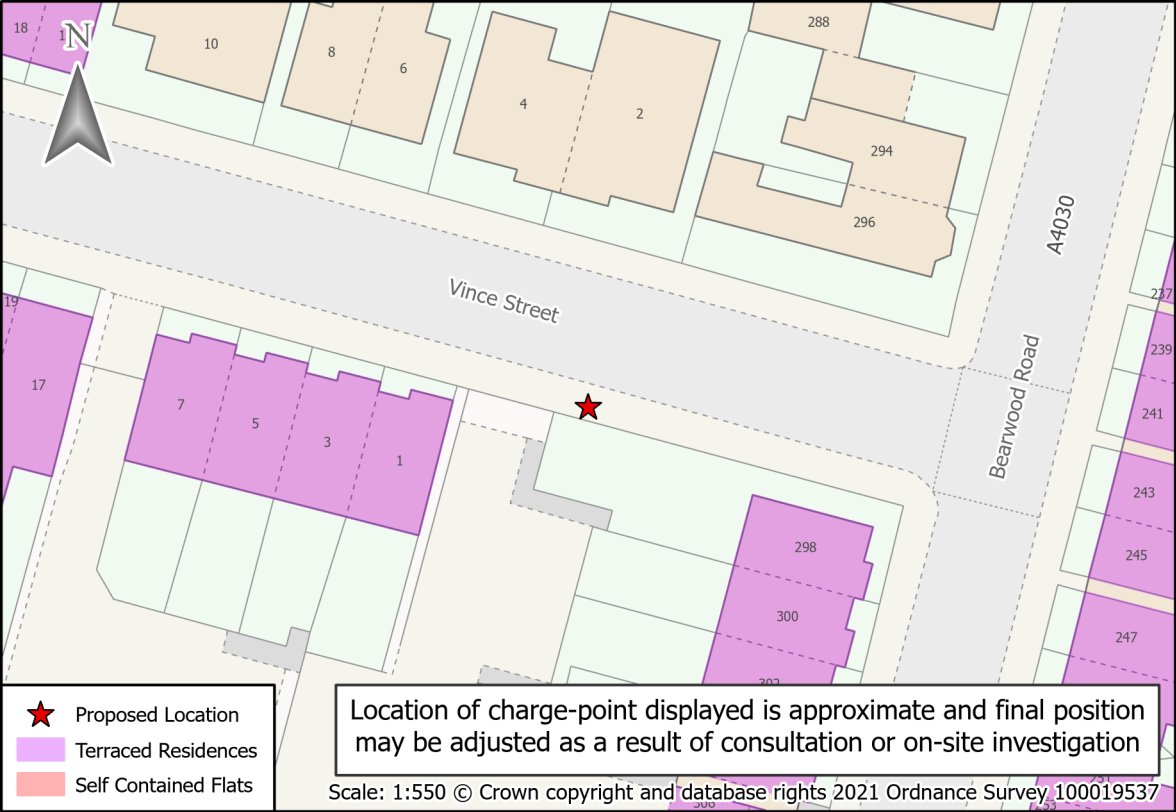 18
N
10
8
6
4
2
288
294
296
A4030
Vince Street
Bearwood Road
19
17
7
5
3
1
237
239
241
243
245
247
251
253
298
300
302
306
Proposed Location
Terraced Residences
Self Contained Flats
Location of charge-point displayed is approximate and final position
may be adjusted as a result of consultation or on-site investigation
Scale: 1:550 © Crown copyright and database rights 2021 Ordnance Survey 100019537